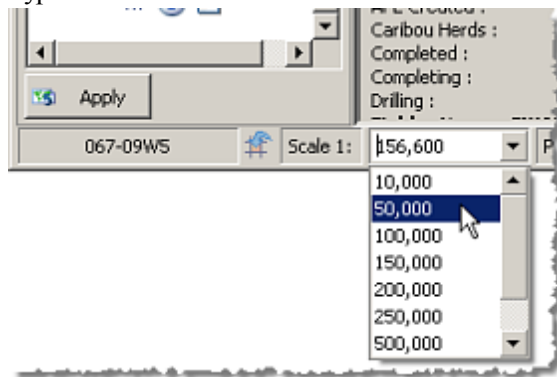 Caribou Herds :
Completed :
Completing :
Drilling :
Apply
067-09W5
Scale 1:
156,600
P
10,000
50,000
100,000
150,000
200,000
250,000
500,000